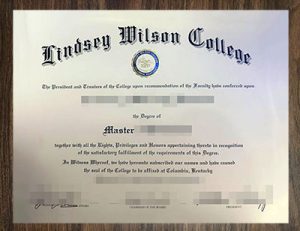 Lindsey Wilson College
The President and Trustees of the College upon recommendation of the Faculty have conferred upon
the Degree of
Master
together with all the Rights, Privileges and Honors appertaining thereto in recognition
of the satisfactory fulfillment of the requirements of this Degree.
In Witness Whereof, we have hereunto subscribed our names and have caused
the seal of the College to be affixed at Columbia, Kentucky